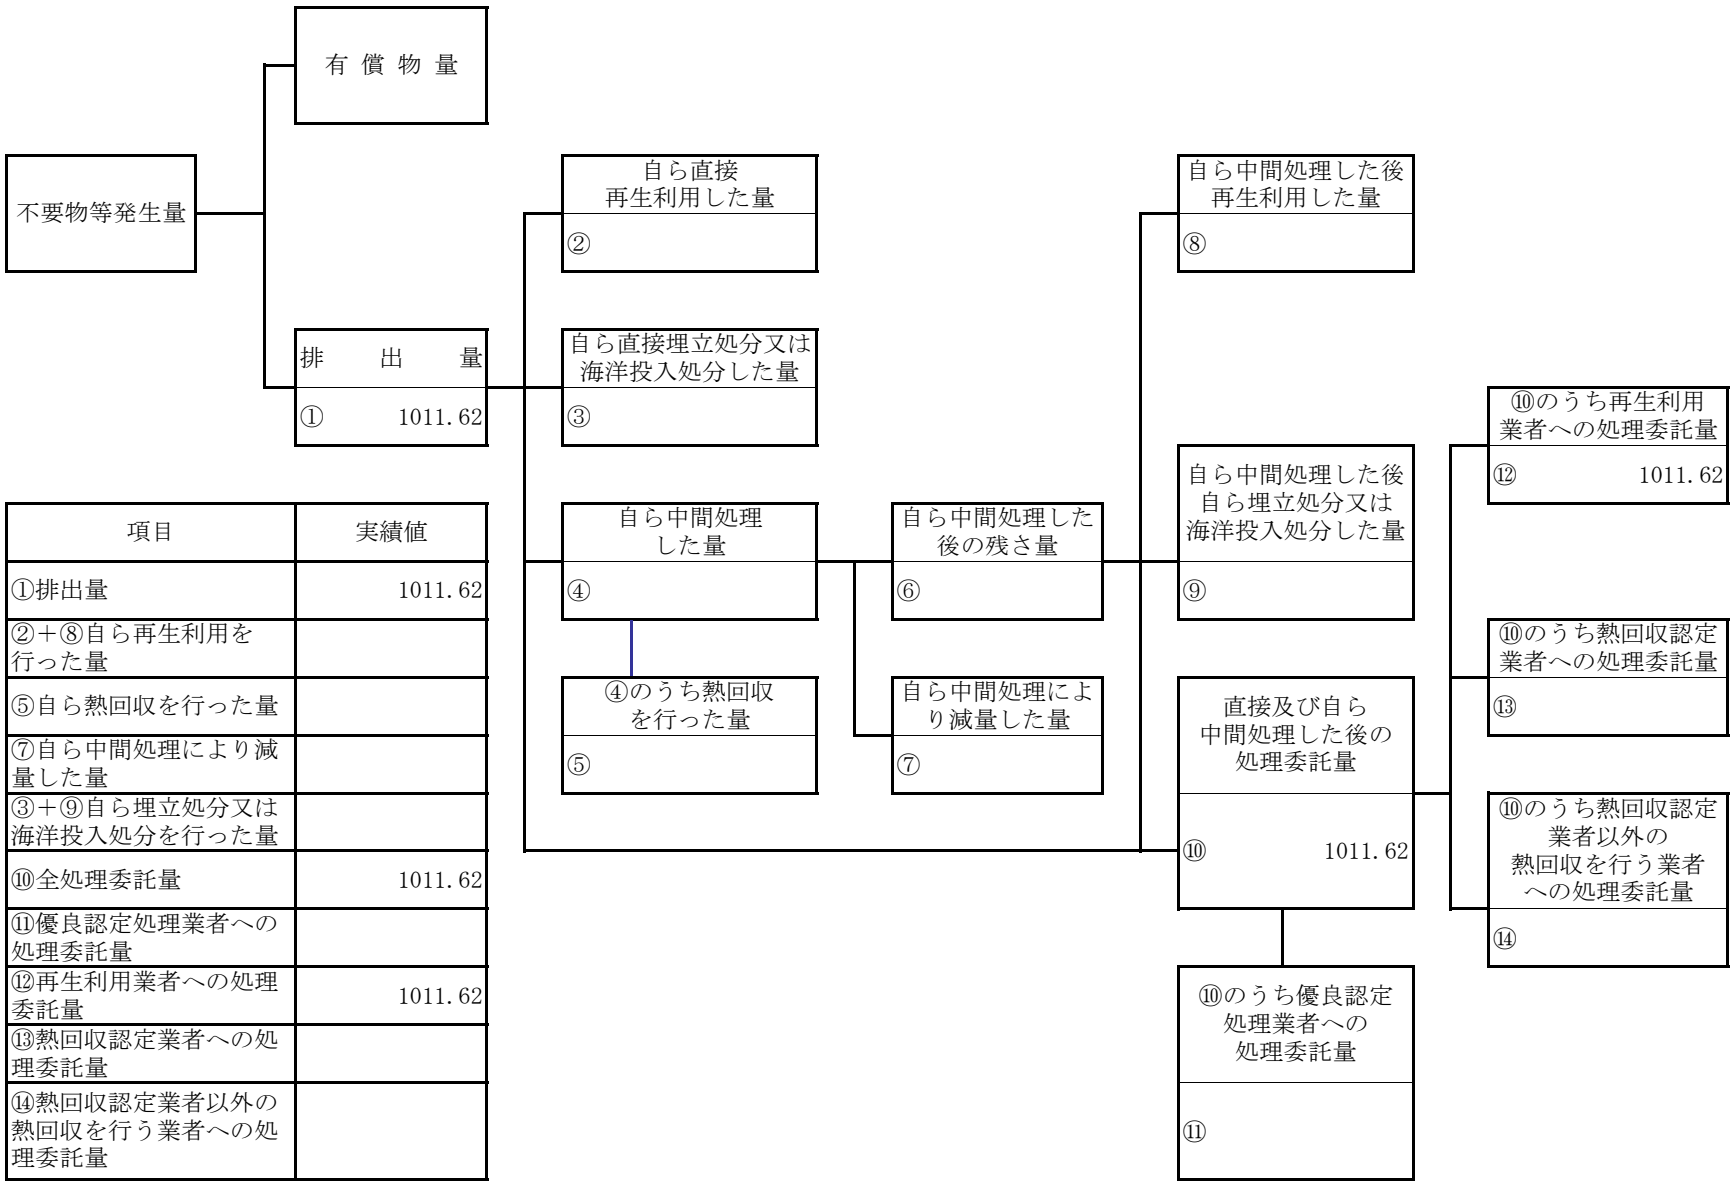 有償物量
不要物等発生量
排出量
① 1011.62
自ら直接
再生利用した量
②
自ら直接埋立処分又は
海洋投入処分した量
③
自ら中間処理
した量
④
④のうち熱回収
を行った量
⑤
自ら中間処理した
後の残さ量
⑥
自ら中間処理によ
り減量した量
⑦
自ら中間処理した後
再生利用した量
⑧
自ら中間処理した後
自ら埋立処分又は
海洋投入処分した量
⑨
直接及び自ら
中間処理した後の
処理委託量
⑩ 1011.62
⑩のうち優良認定
処理業者への
処理委託量
⑪
⑩のうち再生利用
業者への処理委託量
⑫ 1011.62
⑩のうち熱回収認定
業者への処理委託量
⑬
⑩のうち熱回収認定
業者以外の
熱回収を行う業者
への処理委託量
⑭
項目 実績値
①排出量 1011.62
②＋⑧自ら再生利用を
行った量
⑤自ら熱回収を行った量
⑦自ら中間処理により減
量した量
③＋⑨自ら埋立処分又は
海洋投入処分を行った量
⑩全処理委託量 1011.62
⑪優良認定処理業者への
処理委託量
⑫再生利用業者への処理
委託量 1011.62
⑬熱回収認定業者への処
理委託量
⑭熱回収認定業者以外の
熱回収を行う業者への処
理委託量